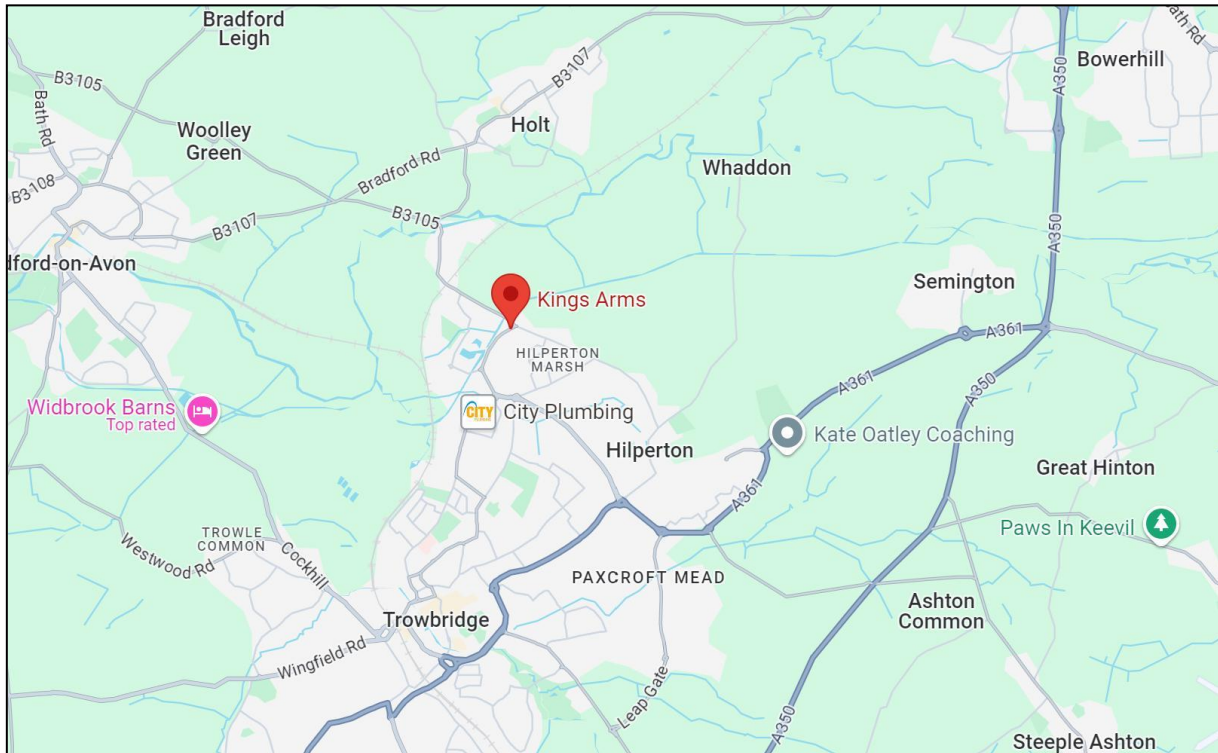 Bradford
Leigh
B3107
Bath Rd
Bowerhill
B3105
A350
Bath Rd
Woolley
Green
Holt
Whaddon
Bradford Rd
B3108
B3107
B3105
A350
dford-on-Avon
Semington
Kings Arms
A361
HILPERTON
MARSH
A361
A350
Widbrook Barns
Top rated
CITY
City Plumbing
Kate Oatley Coaching
Hilperton
Great Hinton
A361
Paws In Keevil
TROWLE
COMMON
Westwood Rd
Cockhill
PAXCROFT MEAD
Ashton
Common
Trowbridge
Wingfield Rd
Leap Gate
A350
Steeple Ashton